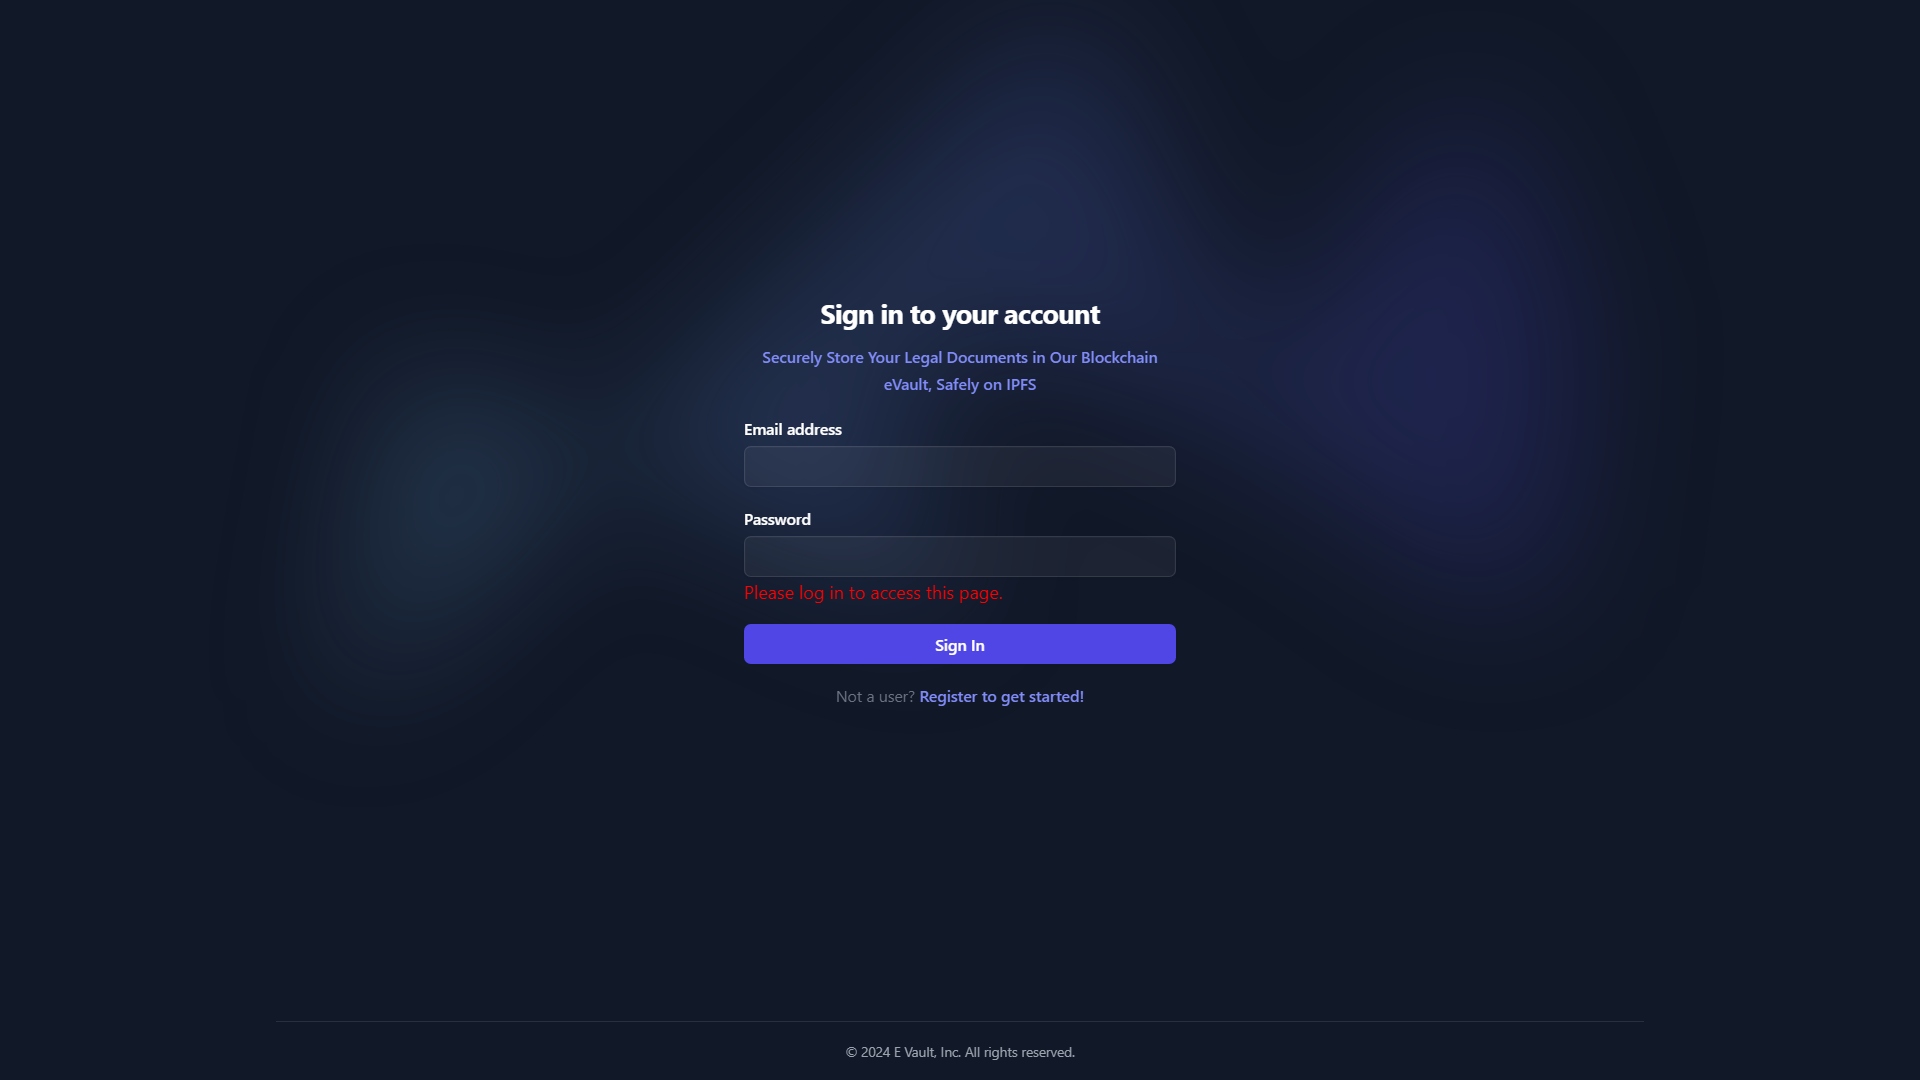 Sign in to your account
Securely Store Your Legal Documents in Our Blockchain
eVault, Safely on IPFS
Email address
Password
Please log in to access this page.
Sign In
Not a user? Register to get started!
© 2024 E Vault, Inc. All rights reserved.